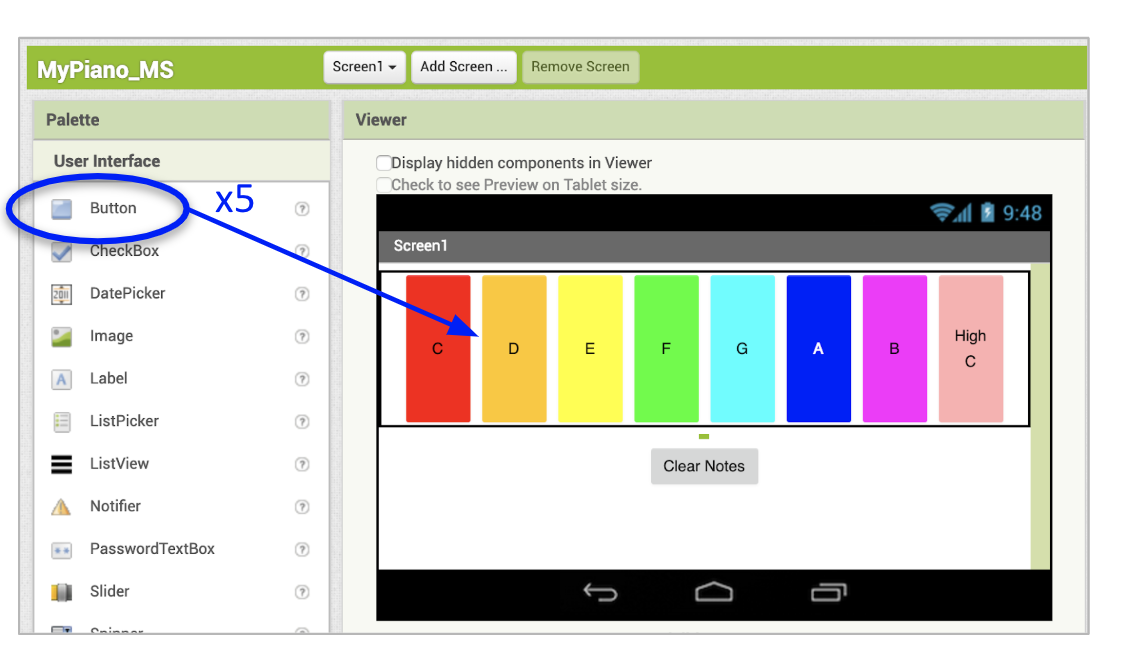 MyPiano_MS
Screen1 Add Screen ... Remove Screen
Palette
Viewer
User Interface
Display hidden components in Viewer
Check to see Preview on Tablet size.
x5
Button ?
9:48
Screen1
CheckBox ?
DatePicker ?
Image ?
Label ?
ListPicker ?
ListView ?
Notifier ?
PasswordTextBox ?
Slider ?
Spinner
C D E F G A B High
C
Clear Notes